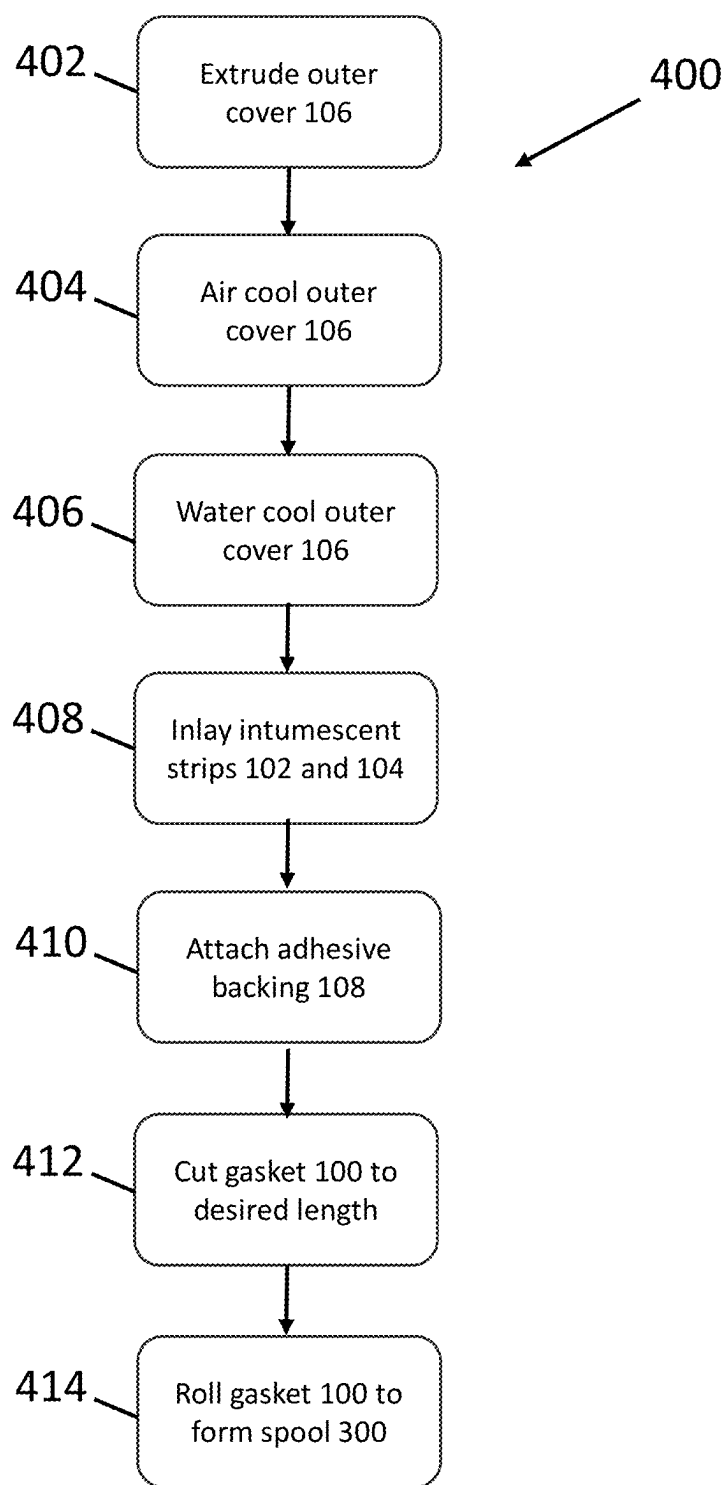 402
Extrude outer
cover 106
400
404
Air cool outer
cover 106
406
Water cool outer
cover 106
408
Inlay intumescent
strips 102 and 104
410
Attach adhesive
backing 108
412
Cut gasket 100 to
desired length
414
Roll gasket 100 to
form spool 300